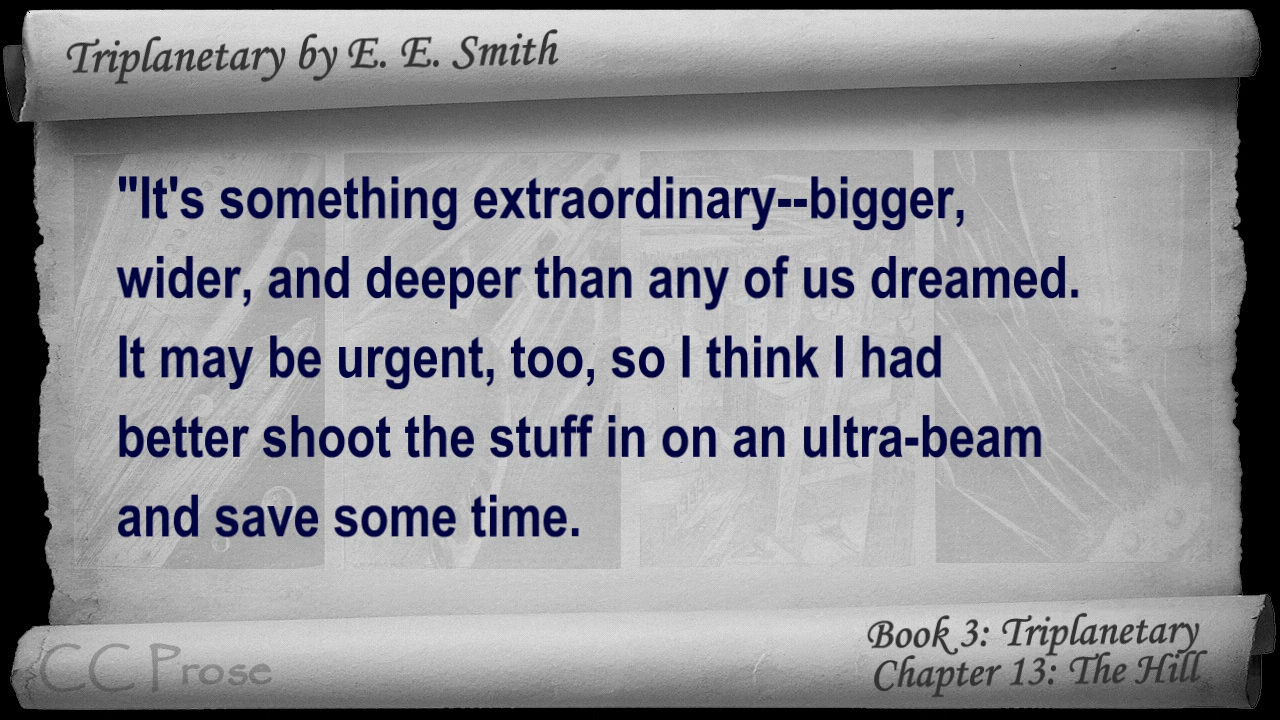 Triplanetary by E. E. Smith
"It's something extraordinary--bigger,
wider, and deeper than any of us dreamed.
It may be urgent, too, so I think I had
better shoot the stuff in on an ultra-beam
and save some time.
Book 3: Triplanetary
Chapter 13: The Hill
CC Prose